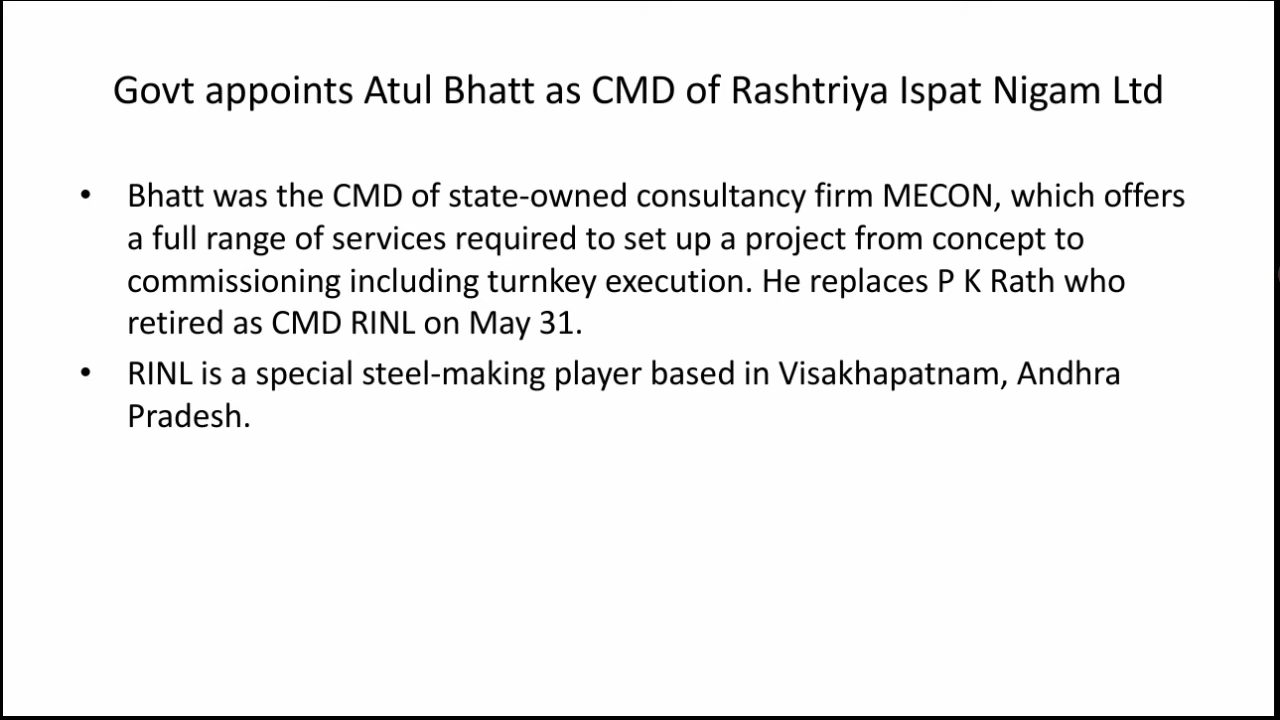 Govt appoints Atul Bhatt as CMD of Rashtriya Ispat Nigam Ltd
• Bhatt was the CMD of state-owned consultancy firm MECON, which offers
a full range of services required to set up a project from concept to
commissioning including turnkey execution. He replaces P K Rath who
retired as CMD RINL on May 31.
• RINL is a special steel-making player based in Visakhapatnam, Andhra
Pradesh.